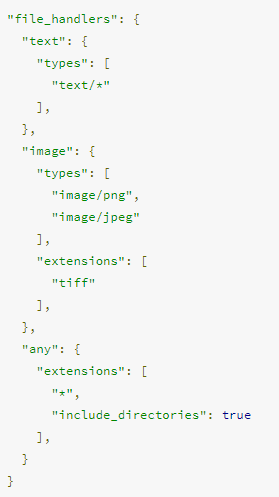 "file_handlers": {
  "text": {
    "types": [
      "text/*"
    ],
  },
  "image": {
    "types": [
      "image/png",
      "image/jpeg"
    ],
    "extensions": [
      "tiff"
    ],
  },
  "any": {
    "extensions": [
      "*",
      "include_directories": true
    ],
  }
}